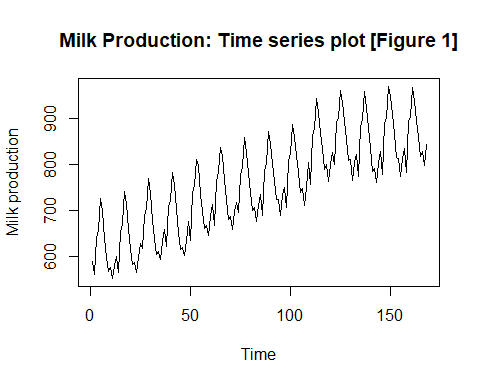 Milk Production: Time series plot [Figure 1]
Milk production
900
800
700
600
0 50 100 150
Time